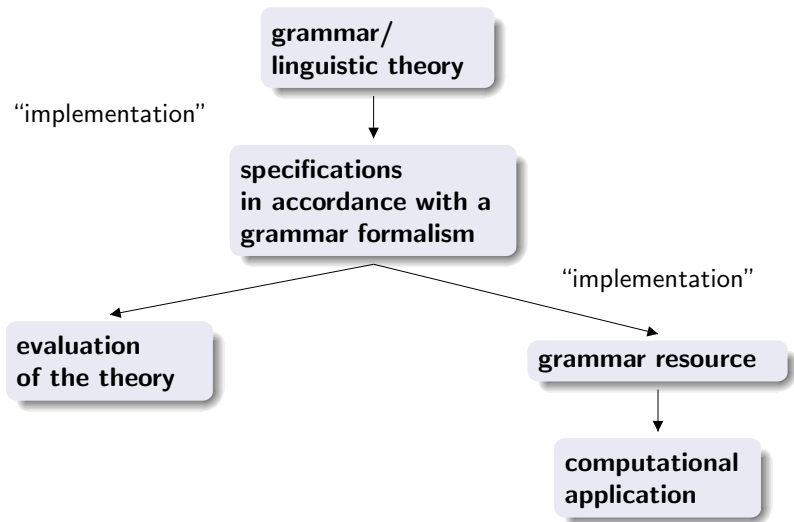 grammar/
linguistic theory
“implementation”
specifications
in accordance with a
grammar formalism
“implementation”
evaluation
of the theory
grammar resource
computational
application